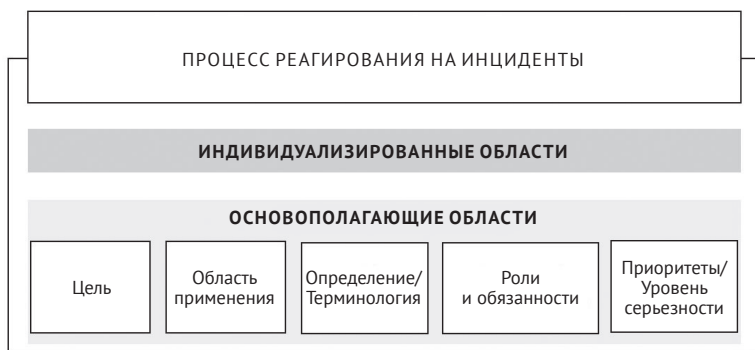 ПРОЦЕСС РЕАГИРОВАНИЯ НА ИНЦИДЕНТЫ
ИНДИВИДУАЛИЗИРОВАННЫЕ ОБЛАСТИ
ОСНОВОПОЛАГАЮЩИЕ ОБЛАСТИ
Цель
Область
применения
Определение/
Терминология
Роли
и обязанности
Приоритеты/
Уровень
серьезности